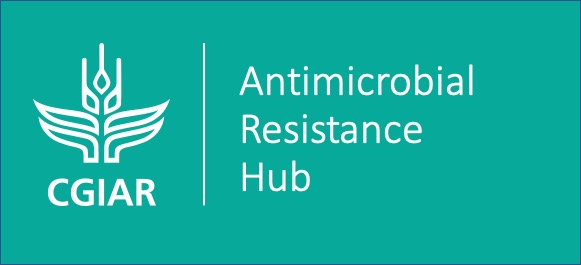 CGIAR
Antimicrobial
Resistance
Hub